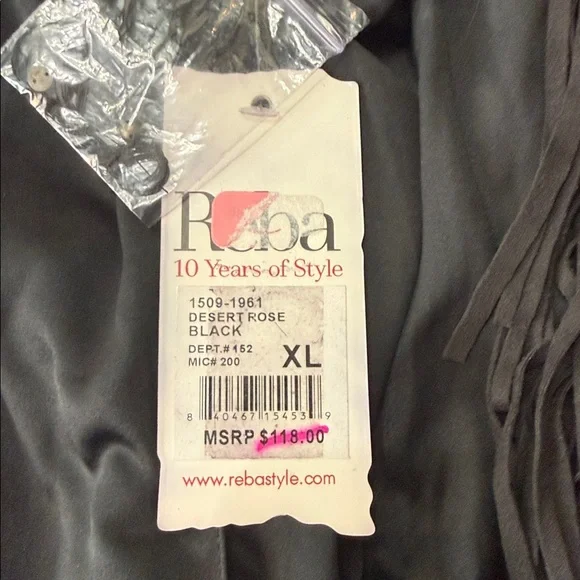 Reba
10 Years of Style
1509-1961
DESERT ROSE
BLACK
DEPT.# 152
MIC# 200
XL
8 40467 15453 9
MSRP $118.00
www.rebastyle.com